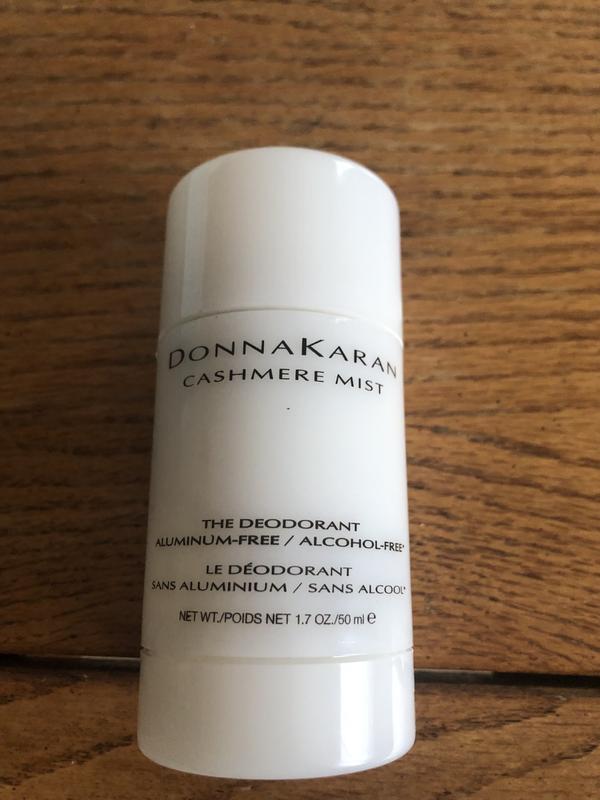 DONNAKARAN
CASHMERE MIST
THE DEODORANT
ALUMINUM-FREE / ALCOHOL-FREE*
LE DÉODORANT
SANS ALUMINIUM / SANS ALCOOL*
NET WT./POIDS NET 1.7 OZ./50 ml ℮